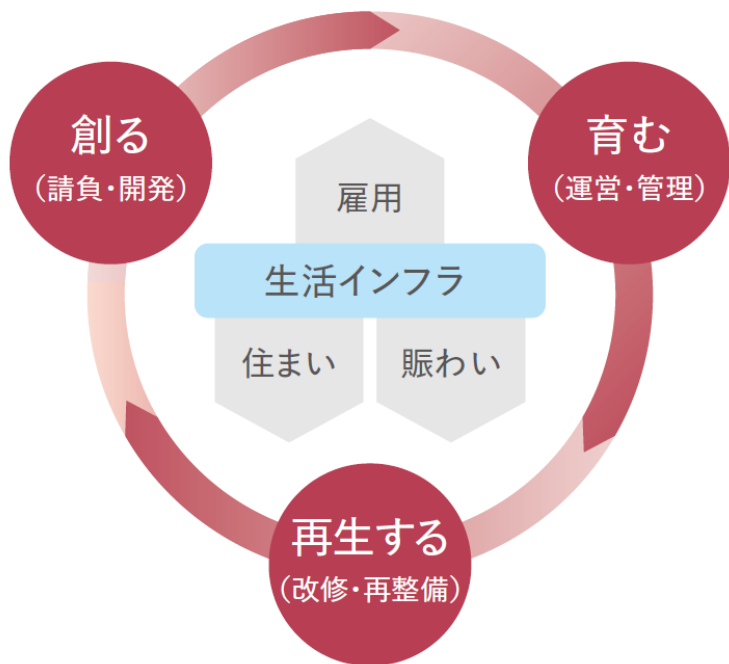 創る
（請負・開発）
育む
（運営・管理）
雇用
生活インフラ
住まい
賑わい
再生する
（改修・再整備）